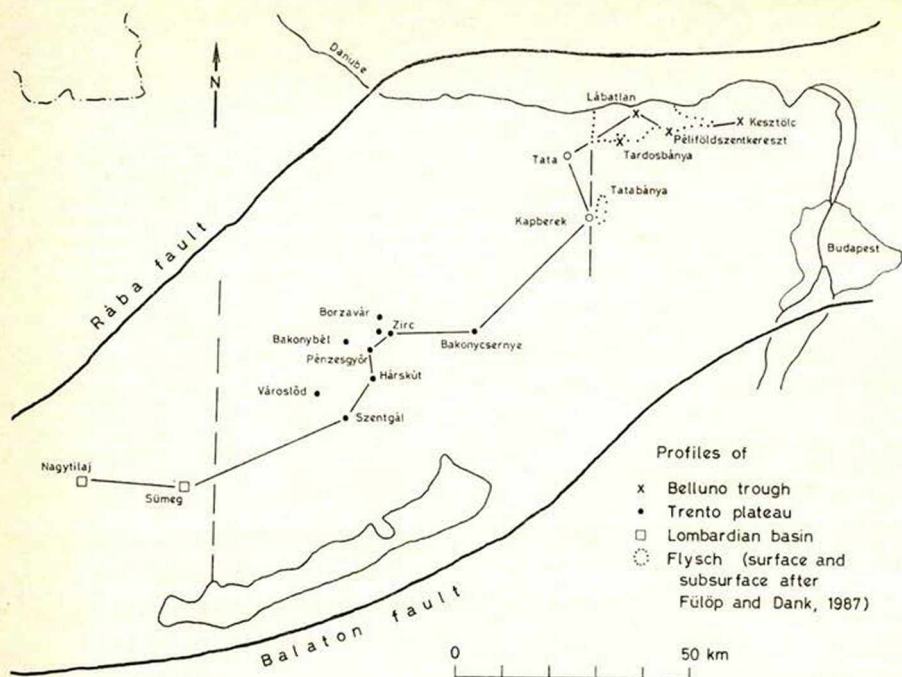 Danube
N
Lábatlan
Kesztölc
Péliföldszentkereszt
Tardosbánya
Tata
Tatabánya
Kapberek
Budapest
Rába fault
Borzavár
Zirc
Bakonybèl
Bakonycsernye
Pénzesgyőr
Hárskút
Városlőd
Szentgál
Nagytilaj
Sümeg
Profiles of
x Belluno trough
• Trento plateau
□ Lombardian basin
Flysch (surface and
subsurface after
Fülöp and Dank, 1987)
Balaton fault
0 50 km